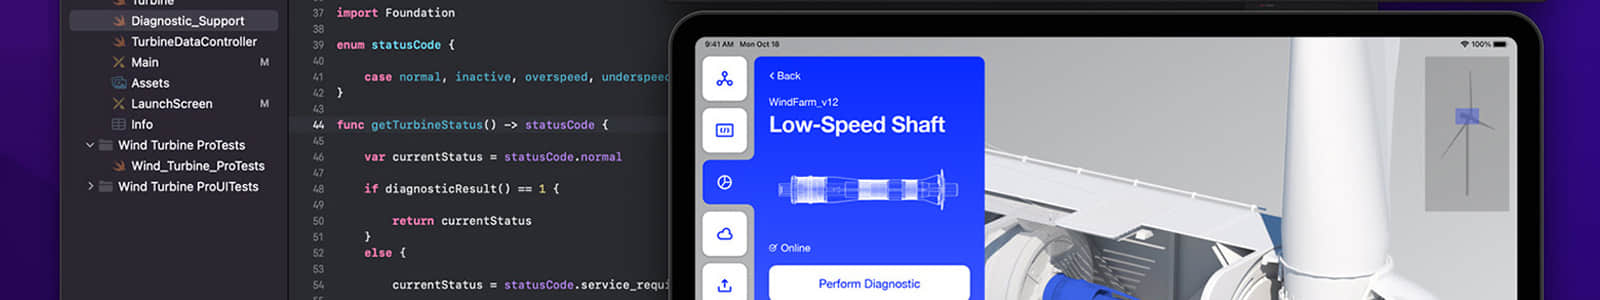 Turbine
Diagnostic_Support
TurbineDataController
Main M
Assets
LaunchScreen M
Info
Wind Turbine ProTests
Wind_Turbine_ProTests
Wind Turbine ProUITests
37 import Foundation
38
39 enum statusCode {
40
41 case normal, inactive, overspeed, underspeed
42 }
43
44 func getTurbineStatus() -> statusCode {
45
46 var currentStatus = statusCode.normal
47
48 if diagnosticResult() == 1 {
49
50 return currentStatus
51 }
52 else {
53
54 currentStatus = statusCode.service_requi
9:41 AM Mon Oct 18
100%
Back
WindFarm_v12
Low-Speed Shaft
Online
Perform Diagnostic